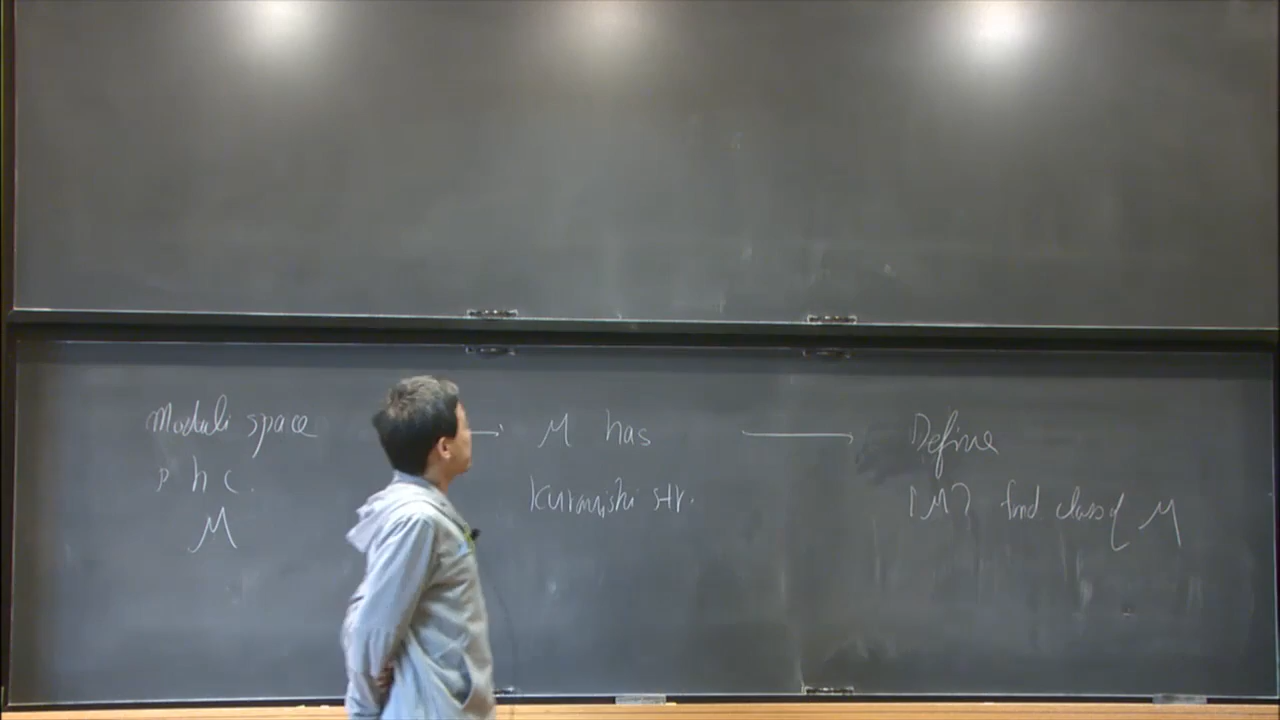 Moduli space → M has → Define
p h c. Kuranishi str. [M] fund class of M
M